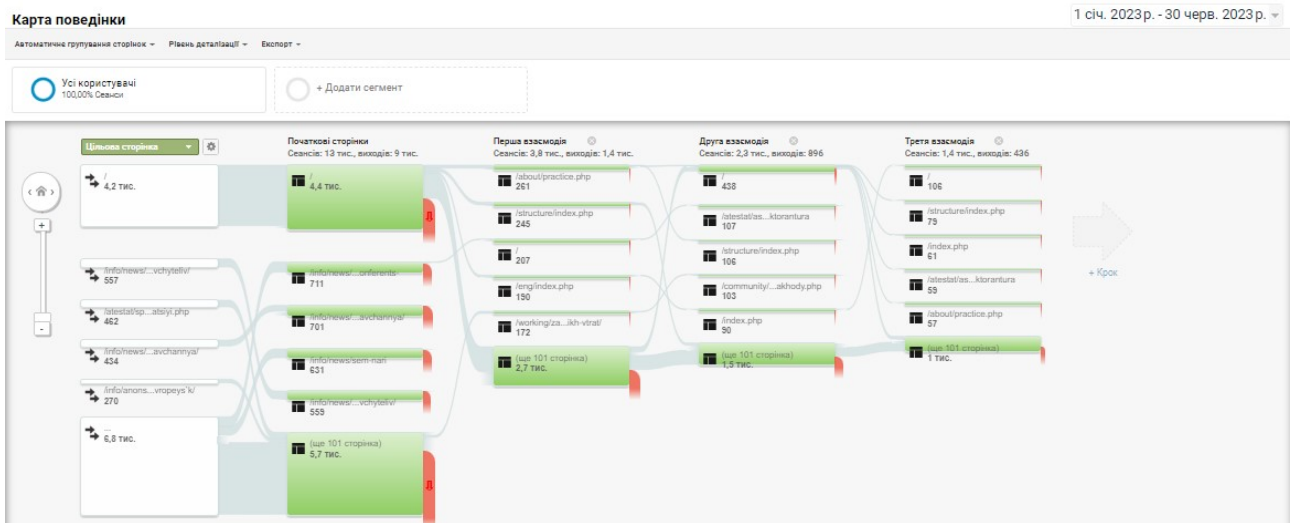 Карта поведінки
1 січ. 2023 р. - 30 черв. 2023 р.
Автоматичне групування сторінок
Рівень деталізації
Експорт
Усі користувачі
100,00% Сеанси
+ Додати сегмент
Цільова сторінка
/
4,2 тис.
/info/news/...vchyteliv/
557
/atestat/sp...atsiyi.php
462
/info/news/...avchannya/
434
/info/anons...vropeys`k/
270
...
6,8 тис.
Початкові сторінки
Сеансів: 13 тис., виходів: 9 тис.
/
4,4 тис.
/info/news/...onferents-
711
/info/news/...avchannya/
701
/info/news/sem-nari
631
/info/news/...vchyteliv/
559
(ще 101 сторінка)
5,7 тис.
Перша взаємодія
Сеансів: 3,8 тис., виходів: 1,4 тис.
/about/practice.php
261
/structure/index.php
245
/
207
/eng/index.php
190
/working/za...ikh-vtrat/
172
(ще 101 сторінка)
2,7 тис.
Друга взаємодія
Сеансів: 2,3 тис., виходів: 896
/
438
/atestat/as...ktorantura
107
/structure/index.php
106
/community/...akhody.php
103
/index.php
90
(ще 101 сторінка)
1,5 тис.
Третя взаємодія
Сеансів: 1,4 тис., виходів: 436
/
106
/structure/index.php
79
/index.php
61
/atestat/as...ktorantura
59
/about/practice.php
57
(ще 101 сторінка)
1 тис.
+ Крок